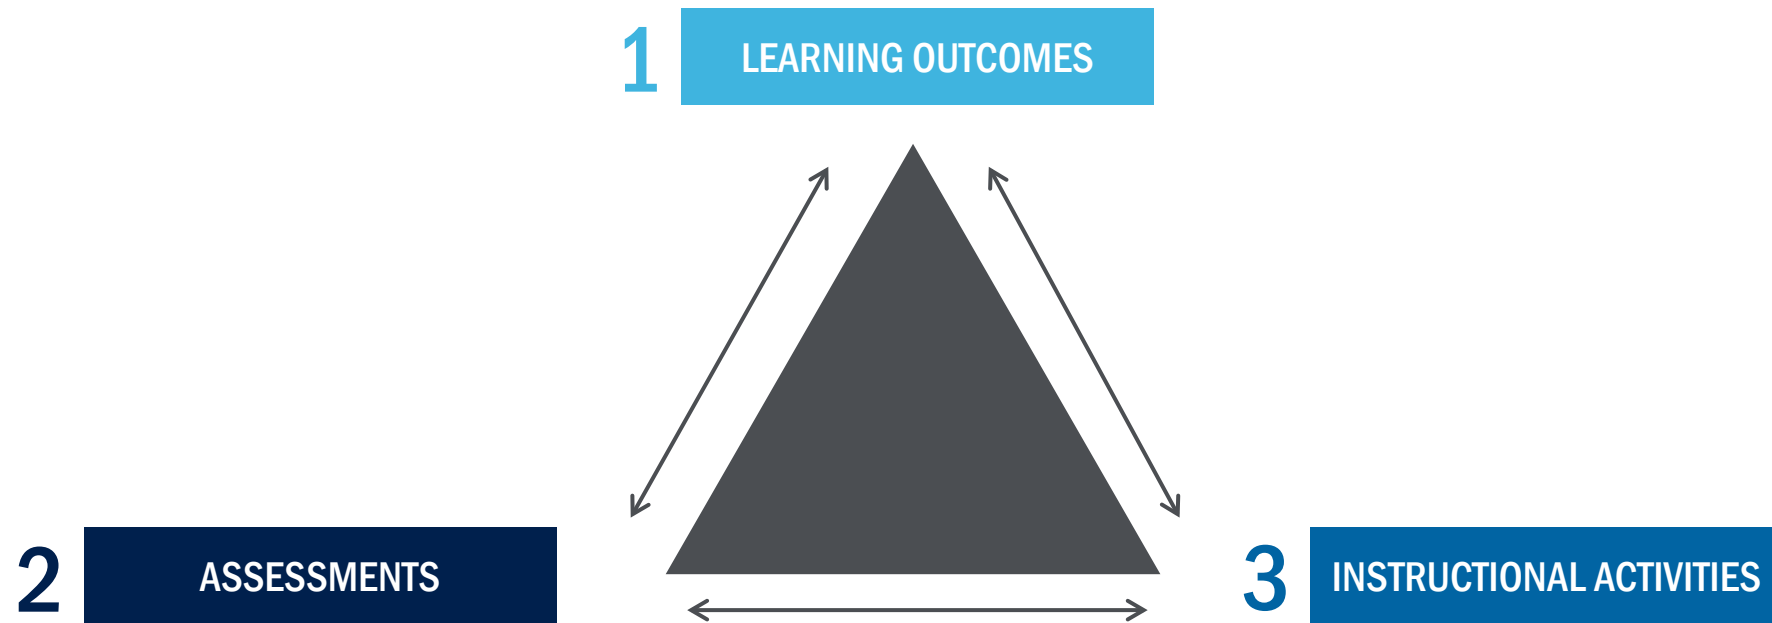 1 LEARNING OUTCOMES
2 ASSESSMENTS
3 INSTRUCTIONAL ACTIVITIES